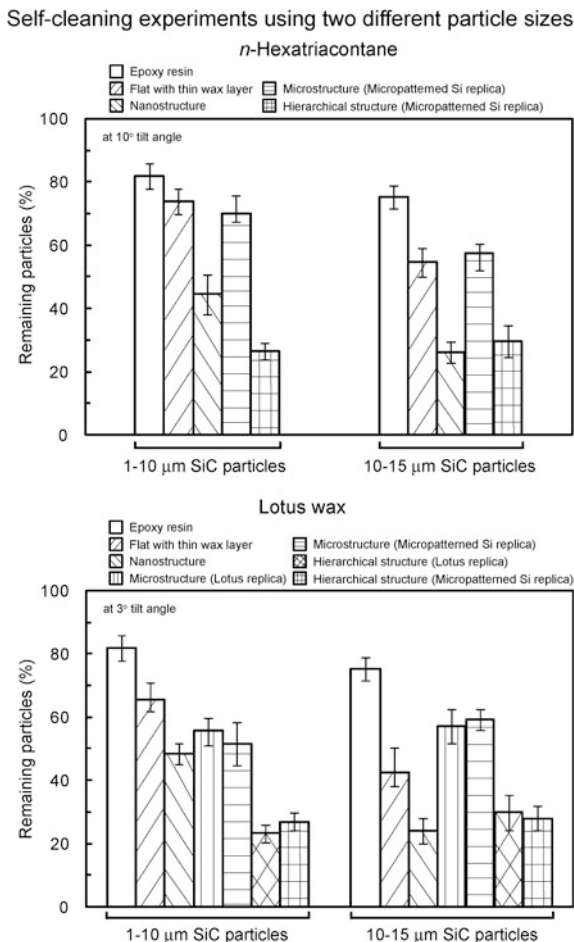 Self-cleaning experiments using two different particle sizes
n-Hexatriacontane
Epoxy resin
Flat with thin wax layer
Nanostructure
Microstructure (Micropatterned Si replica)
Hierarchical structure (Micropatterned Si replica)
at 10° tilt angle
Remaining particles (%)
100
80
60
40
20
0
1-10 μm SiC particles
10-15 μm SiC particles
Lotus wax
Epoxy resin
Flat with thin wax layer
Nanostructure
Microstructure (Lotus replica)
Microstructure (Micropatterned Si replica)
Hierarchical structure (Lotus replica)
Hierarchical structure (Micropatterned Si replica)
at 3° tilt angle
Remaining particles (%)
100
80
60
40
20
0
1-10 μm SiC particles
10-15 μm SiC particles